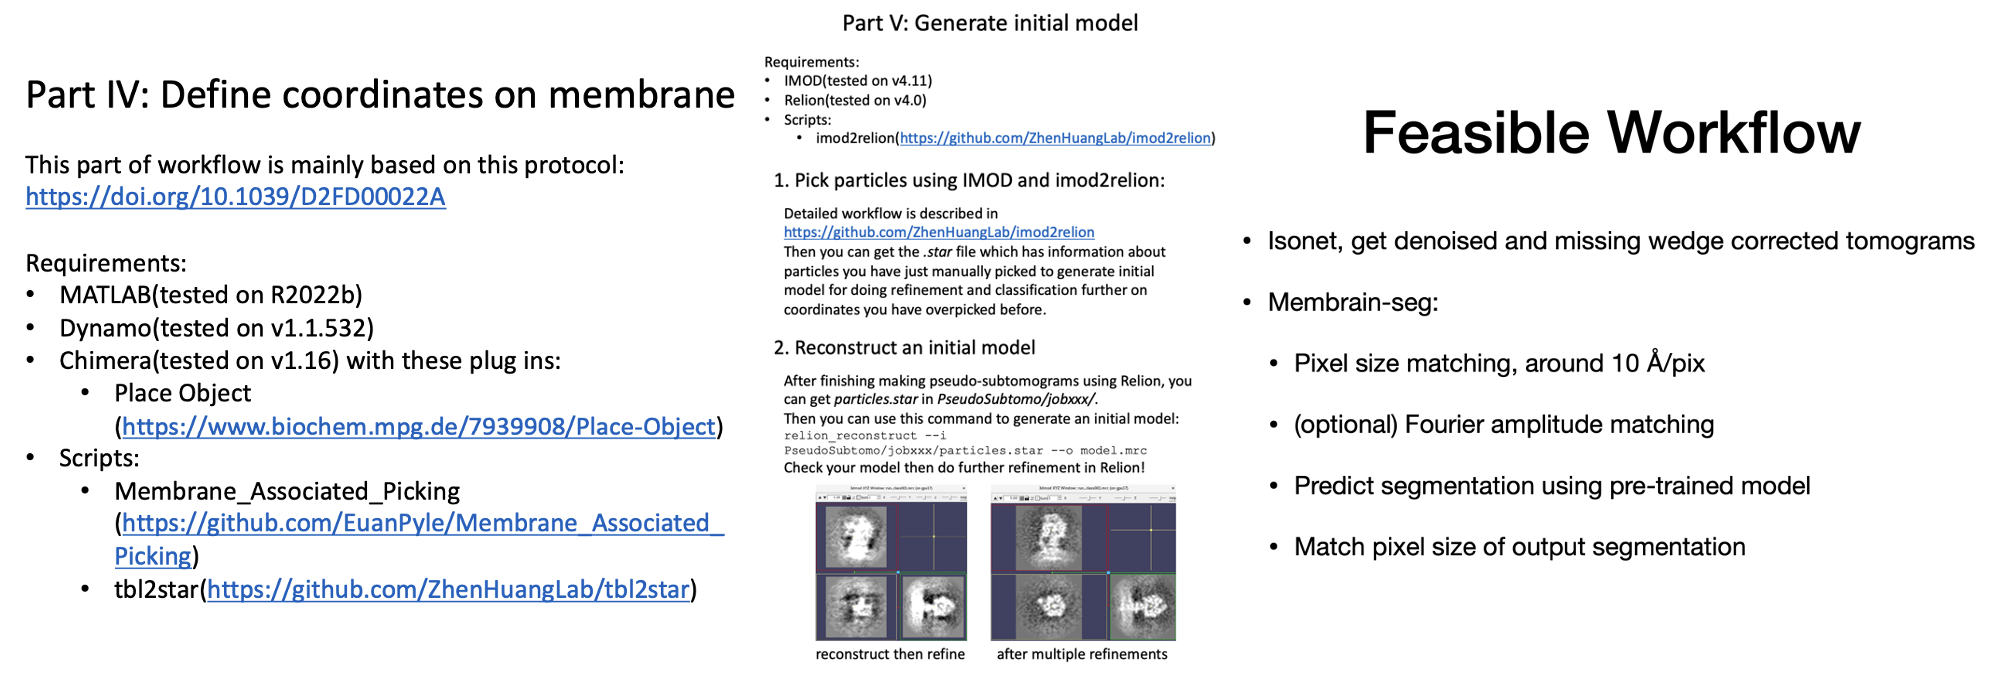 Part IV: Define coordinates on membrane
This part of workflow is mainly based on this protocol:
https://doi.org/10.1039/D2FD00022A
Requirements:
• MATLAB(tested on R2022b)
• Dynamo(tested on v1.1.532)
• Chimera(tested on v1.16) with these plug ins:
• Place Object
(https://www.biochem.mpg.de/7939908/Place-Object)
• Scripts:
• Membrane_Associated_Picking
(https://github.com/EuanPyle/Membrane_Associated_
Picking)
• tbl2star(https://github.com/ZhenHuangLab/tbl2star)
Part V: Generate initial model
Requirements:
• IMOD(tested on v4.11)
• Relion(tested on v4.0)
• Scripts:
• imod2relion(https://github.com/ZhenHuangLab/imod2relion)
1. Pick particles using IMOD and imod2relion:
Detailed workflow is described in
https://github.com/ZhenHuangLab/imod2relion
Then you can get the .star file which has information about
particles you have just manually picked to generate initial
model for doing refinement and classification further on
coordinates you have overpicked before.
2. Reconstruct an initial model
After finishing making pseudo-subtomograms using Relion, you
can get particles.star in PseudoSubtomo/jobxxx/.
Then you can use this command to generate an initial model:
relion_reconstruct --i
PseudoSubtomo/jobxxx/particles.star --o model.mrc
Check your model then do further refinement in Relion!
reconstruct then refine
after multiple refinements
Feasible Workflow
• Isonet, get denoised and missing wedge corrected tomograms
• Membrain-seg:
• Pixel size matching, around 10 Å/pix
• (optional) Fourier amplitude matching
• Predict segmentation using pre-trained model
• Match pixel size of output segmentation